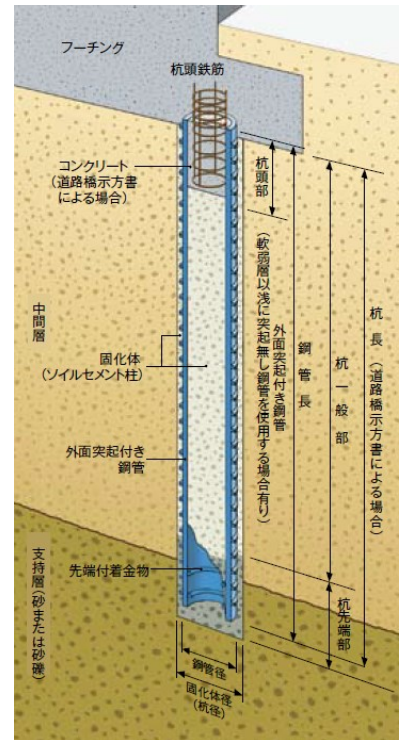 フーチング
杭頭鉄筋
コンクリート
（道路橋示方書
による場合）
杭頭部
中間層
固化体
（ソイルセメント柱）
外面突起付き
鋼管
先端付着金物
支持層（砂または砂礫）
外面突起付き鋼管
（軟弱層以浅に突起無し鋼管を使用する場合有り）
鋼管長
杭一般部
杭先端部
杭長（道路橋示方書による場合）
鋼管径
固化体径
（杭径）